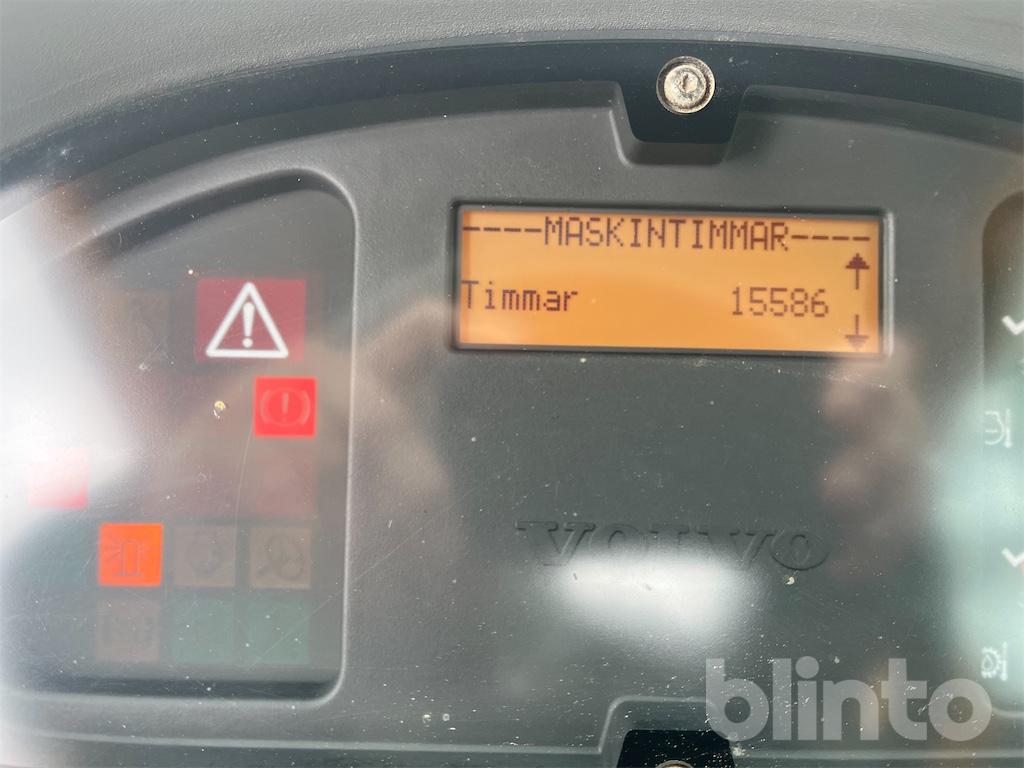 ----MASKINTIMMAR----
Timmar 15586
VOLVO
blinto